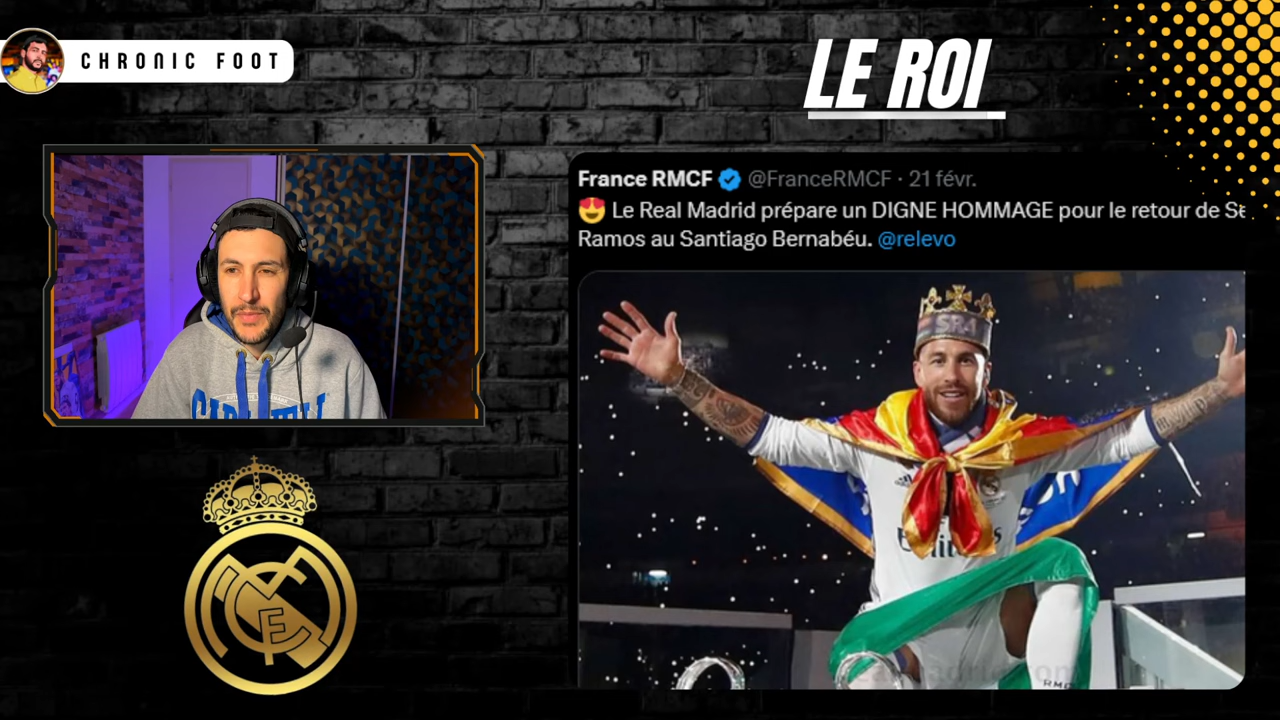 CHRONIC FOOT
LE ROI
France RMCF @FranceRMCF · 21 févr.
😍 Le Real Madrid prépare un DIGNE HOMMAGE pour le retour de Se
Ramos au Santiago Bernabéu. @relevo
SR4